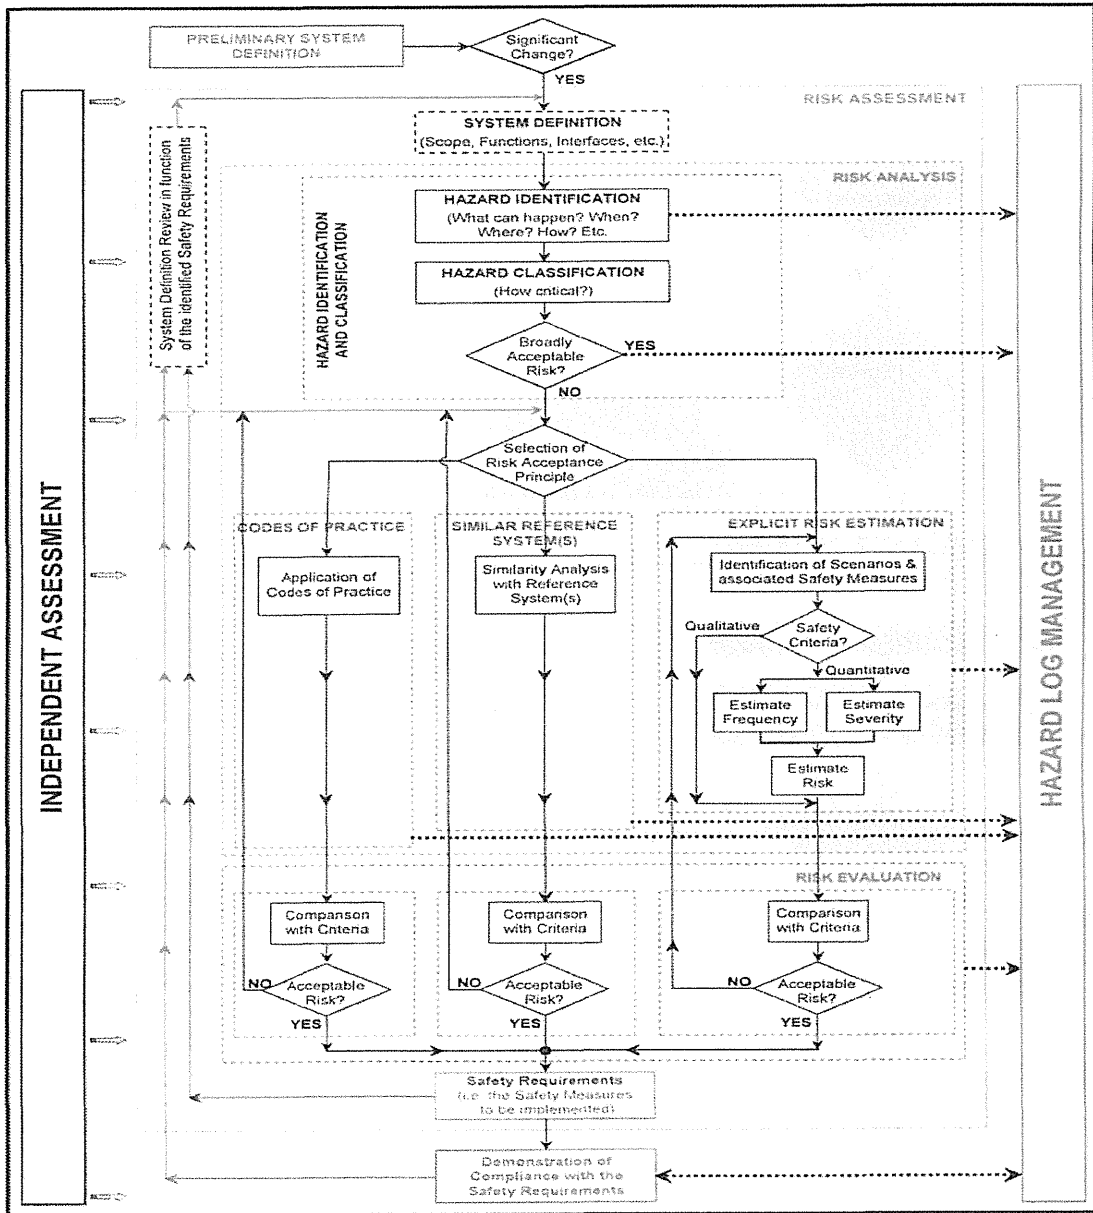 PRELIMINARY SYSTEM
DEFINITION
Significant
Change?
YES
RISK ASSESSMENT
SYSTEM DEFINITION
(Scope, Functions, Interfaces, etc.)
System Definition Review in function
of the identified Safety Requirements
RISK ANALYSIS
HAZARD IDENTIFICATION
(What can happen? When?
Where? How? Etc.
HAZARD CLASSIFICATION
(How critical?)
HAZARD IDENTIFICATION
AND CLASSIFICATION
Broadly
Acceptable
Risk?
YES
NO
Selection of
Risk Acceptance
Principle
CODES OF PRACTICE
SIMILAR REFERENCE
SYSTEM(S)
EXPLICIT RISK ESTIMATION
Application of
Codes of Practice
Similarity Analysis
with Reference
System(s)
Identification of Scenarios &
associated Safety Measures
Qualitative
Safety
Criteria?
Quantitative
Estimate
Frequency
Estimate
Severity
Estimate
Risk
INDEPENDENT ASSESSMENT
HAZARD LOG MANAGEMENT
RISK EVALUATION
Comparison
with Criteria
Comparison
with Criteria
Comparison
with Criteria
NO
Acceptable
Risk?
YES
NO
Acceptable
Risk?
YES
NO
Acceptable
Risk?
YES
Safety Requirements
(i.e. the Safety Measures
to be implemented)
Demonstration of
Compliance with the
Safety Requirements